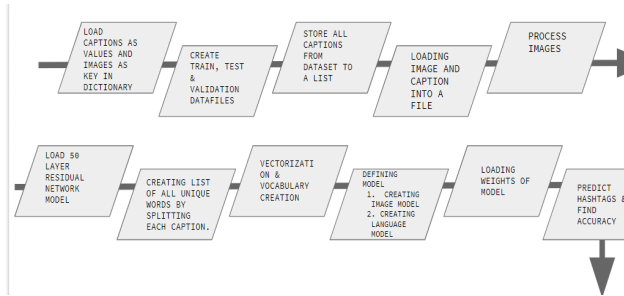 LOAD
CAPTIONS AS
VALUES AND
IMAGES AS
KEY IN
DICTIONARY
CREATE
TRAIN, TEST
&
VALIDATION
DATAFILES
STORE ALL
CAPTIONS
FROM
DATASET TO
A LIST
LOADING
IMAGE AND
CAPTION
INTO A
FILE
PROCESS
IMAGES
LOAD 50
LAYER
RESIDUAL
NETWORK
MODEL
CREATING LIST
OF ALL UNIQUE
WORDS BY
SPLITTING
EACH CAPTION.
VECTORIZATI
ON &
VOCABULARY
CREATION
DEFINING
MODEL
1. CREATING
IMAGE MODEL
2. CREATING
LANGUAGE
MODEL
LOADING
WEIGHTS OF
MODEL
PREDICT
HASHTAGS &
FIND
ACCURACY